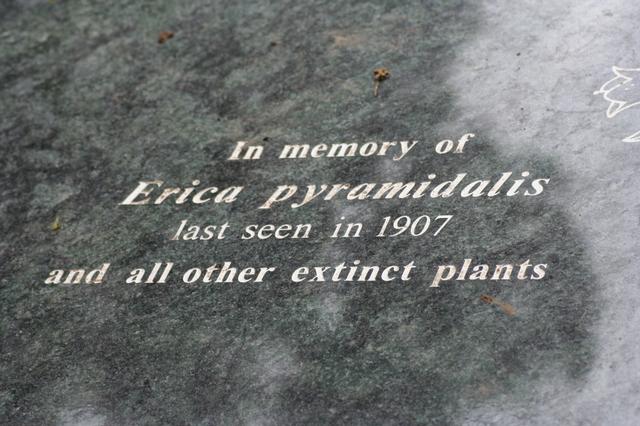 In memory of
Erica pyramidalis
last seen in 1907
and all other extinct plants